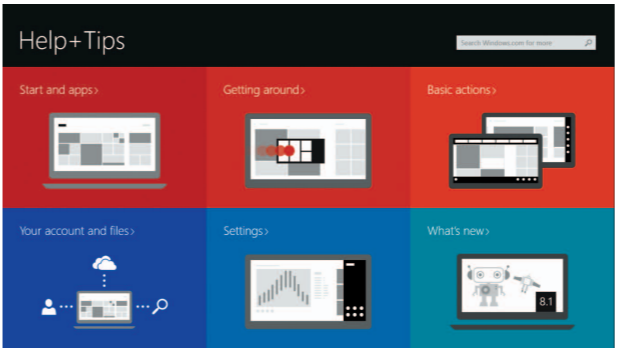 Help+Tips
Search Windows.com for more
Start and apps›
Getting around›
Basic actions›
Your account and files›
Settings›
What's new›
8.1